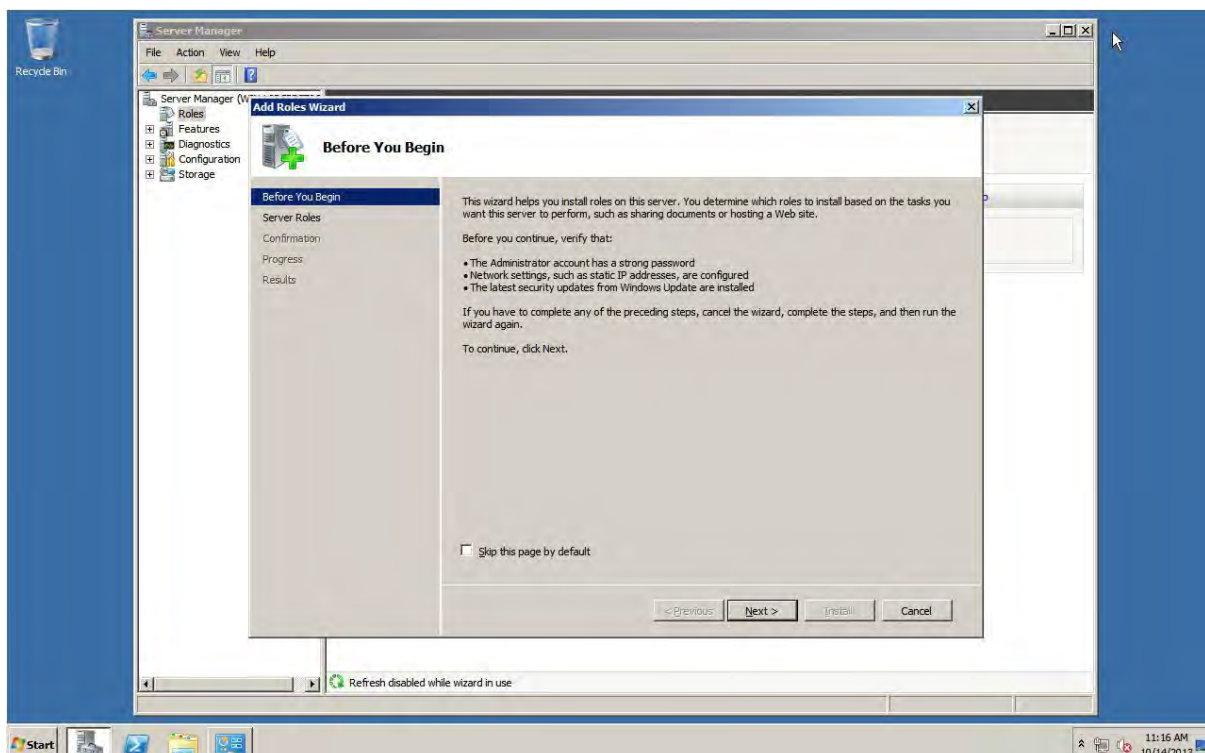 Recycle Bin
Server Manager
File Action View Help
Server Manager
Roles
Features
Diagnostics
Configuration
Storage
Add Roles Wizard
Before You Begin
Before You Begin
Server Roles
Confirmation
Progress
Results
This wizard helps you install roles on this server. You determine which roles to install based on the tasks you
want this server to perform, such as sharing documents or hosting a Web site.
Before you continue, verify that:
• The Administrator account has a strong password
• Network settings, such as static IP addresses, are configured
• The latest security updates from Windows Update are installed
If you have to complete any of the preceding steps, cancel the wizard, complete the steps, and then run the
wizard again.
To continue, click Next.
Skip this page by default
< Previous Next > Install Cancel
Refresh disabled while wizard in use
Start
11:16 AM